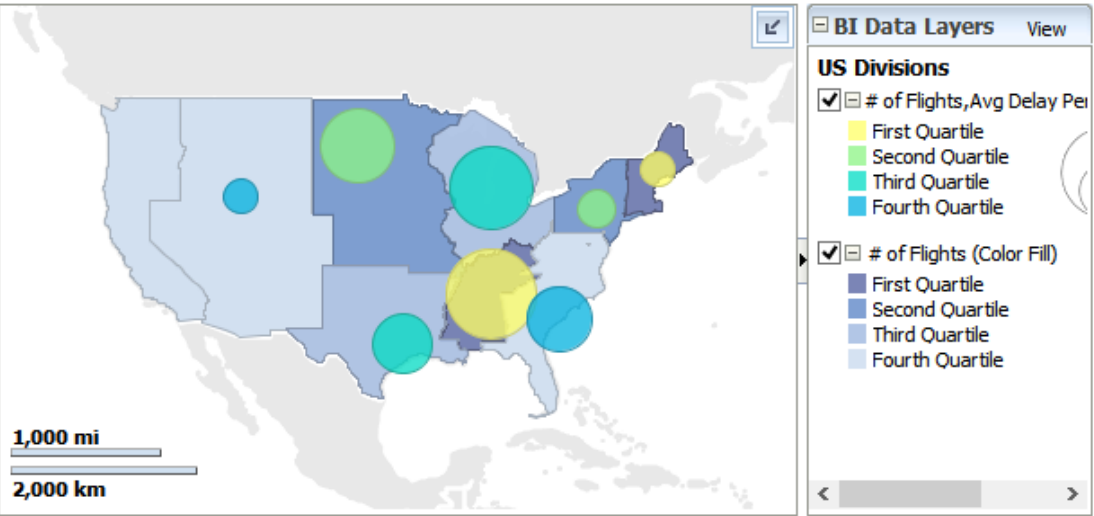 BI Data Layers View
US Divisions
# of Flights,Avg Delay Per
First Quartile
Second Quartile
Third Quartile
Fourth Quartile
# of Flights (Color Fill)
First Quartile
Second Quartile
Third Quartile
Fourth Quartile
1,000 mi
2,000 km